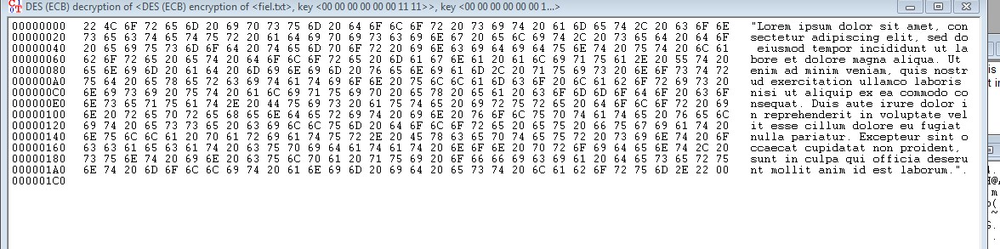 DES (ECB) decryption of <DES (ECB) encryption of <fiel.txt>, key <00 00 00 00 00 00 11 11>>, key <00 00 00 00 00 00 1...>
00000000 22 4C 6F 72 65 6D 20 69 70 73 75 6D 20 64 6F 6C 6F 72 20 73 69 74 20 61 6D 65 74 2C 20 63 6F 6E "Lorem ipsum dolor sit amet, con
00000020 73 65 63 74 65 74 75 72 20 61 64 69 70 69 73 63 69 6E 67 20 65 6C 69 74 2C 20 73 65 64 20 64 6F sectetur adipiscing elit, sed do
00000040 20 65 69 75 73 6D 6F 64 20 74 65 6D 70 6F 72 20 69 6E 63 69 64 69 64 75 6E 74 20 75 74 20 6C 61 eiusmod tempor incididunt ut la
00000060 62 6F 72 65 20 65 74 20 64 6F 6C 6F 72 65 20 6D 61 67 6E 61 20 61 6C 69 71 75 61 2E 20 55 74 20 bore et dolore magna aliqua. Ut
00000080 65 6E 69 6D 20 61 64 20 6D 69 6E 69 6D 20 76 65 6E 69 61 6D 2C 20 71 75 69 73 20 6E 6F 73 74 72 enim ad minim veniam, quis nostr
000000A0 75 64 20 65 78 65 72 63 69 74 61 74 69 6F 6E 20 75 6C 6C 61 6D 63 6F 20 6C 61 62 6F 72 69 73 20 ud exercitation ullamco laboris
000000C0 6E 69 73 69 20 75 74 20 61 6C 69 71 75 69 70 20 65 78 20 65 61 20 63 6F 6D 6D 6F 64 6F 20 63 6F nisi ut aliquip ex ea commodo co
000000E0 6E 73 65 71 75 61 74 2E 20 44 75 69 73 20 61 75 74 65 20 69 72 75 72 65 20 64 6F 6C 6F 72 20 69 nsequat. Duis aute irure dolor i
00000100 6E 20 72 65 70 72 65 68 65 6E 64 65 72 69 74 20 69 6E 20 76 6F 6C 75 70 74 61 74 65 20 76 65 6C n reprehenderit in voluptate vel
00000120 69 74 20 65 73 73 65 20 63 69 6C 6C 75 6D 20 64 6F 6C 6F 72 65 20 65 75 20 66 75 67 69 61 74 20 it esse cillum dolore eu fugiat
00000140 6E 75 6C 6C 61 20 70 61 72 69 61 74 75 72 2E 20 45 78 63 65 70 74 65 75 72 20 73 69 6E 74 20 6F nulla pariatur. Excepteur sint o
00000160 63 63 61 65 63 61 74 20 63 75 70 69 64 61 74 61 74 20 6E 6F 6E 20 70 72 6F 69 64 65 6E 74 2C 20 ccaecat cupidatat non proident,
00000180 73 75 6E 74 20 69 6E 20 63 75 6C 70 61 20 71 75 69 20 6F 66 66 69 63 69 61 20 64 65 73 65 72 75 sunt in culpa qui officia deseru
000001A0 6E 74 20 6D 6F 6C 6C 69 74 20 61 6E 69 6D 20 69 64 20 65 73 74 20 6C 61 62 6F 72 75 6D 2E 22 00 nt mollit anim id est laborum.".
000001C0